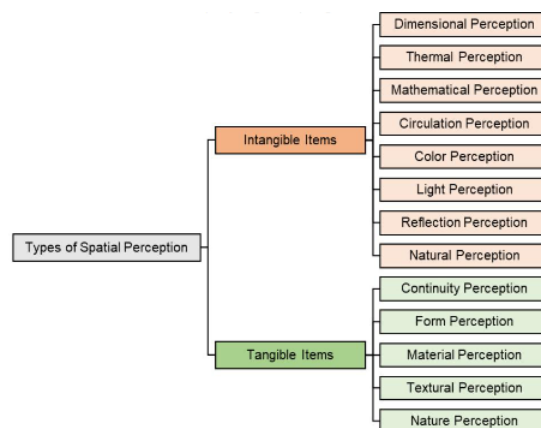 Types of Spatial Perception
Intangible Items
Dimensional Perception
Thermal Perception
Mathematical Perception
Circulation Perception
Color Perception
Light Perception
Reflection Perception
Natural Perception
Tangible Items
Continuity Perception
Form Perception
Material Perception
Textural Perception
Nature Perception